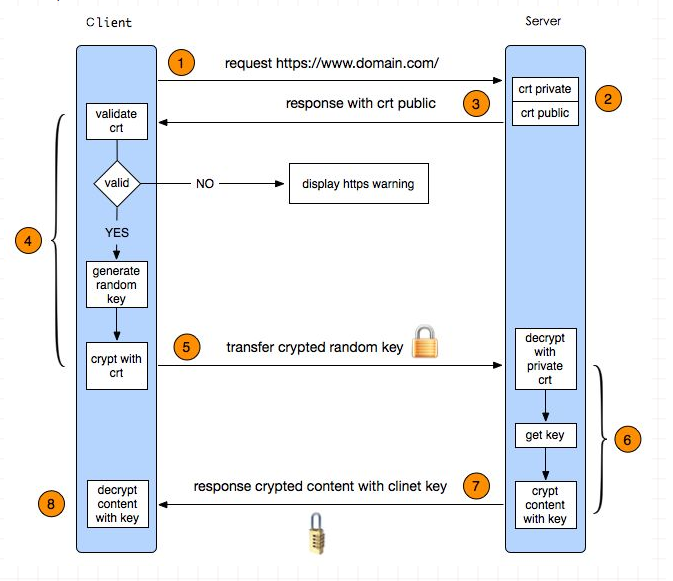 Client
Server
1
request https://www.domain.com/
crt private
2
response with crt public
3
crt public
validate
crt
valid
NO
display https warning
YES
4
generate
random
key
5
transfer crypted random key
crypt with
crt
decrypt
with
private
crt
get key
6
response crypted content with clinet key
7
8
decrypt
content
with key
crypt
content
with key